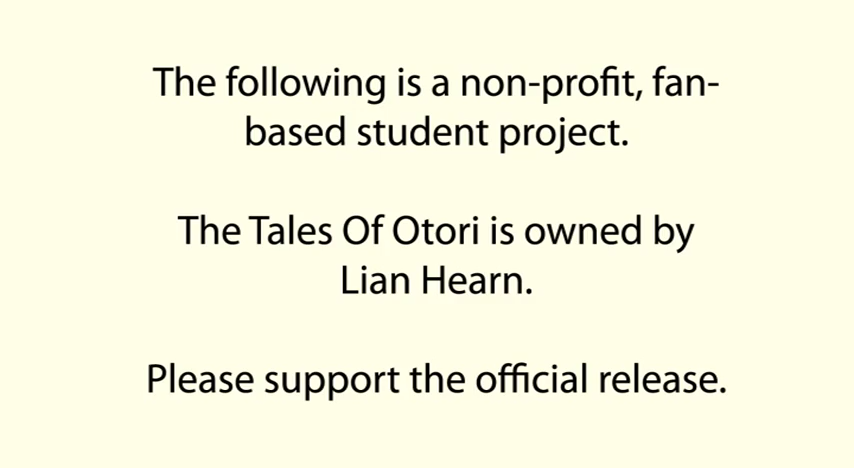 The following is a non-profit, fan-
based student project.
The Tales Of Otori is owned by
Lian Hearn.
Please support the official release.